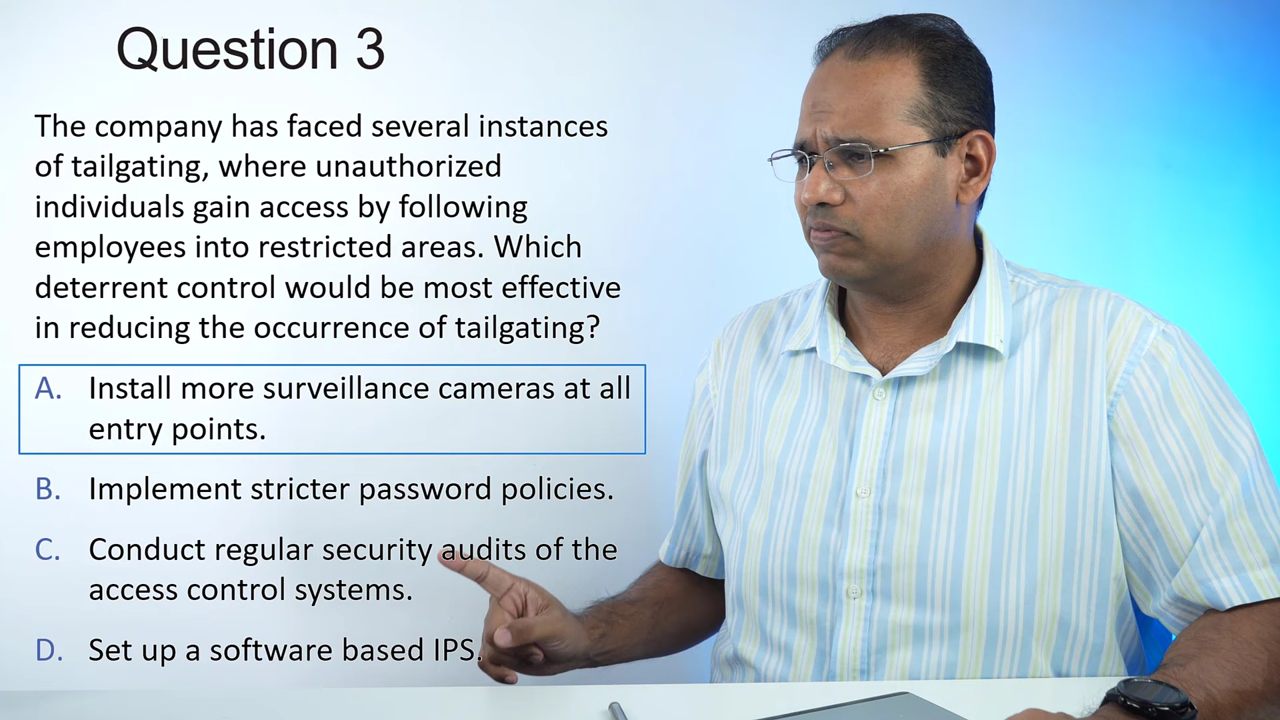 Question 3
The company has faced several instances
of tailgating, where unauthorized
individuals gain access by following
employees into restricted areas. Which
deterrent control would be most effective
in reducing the occurrence of tailgating?
A. Install more surveillance cameras at all
entry points.
B. Implement stricter password policies.
C. Conduct regular security audits of the
access control systems.
D. Set up a software based IPS.